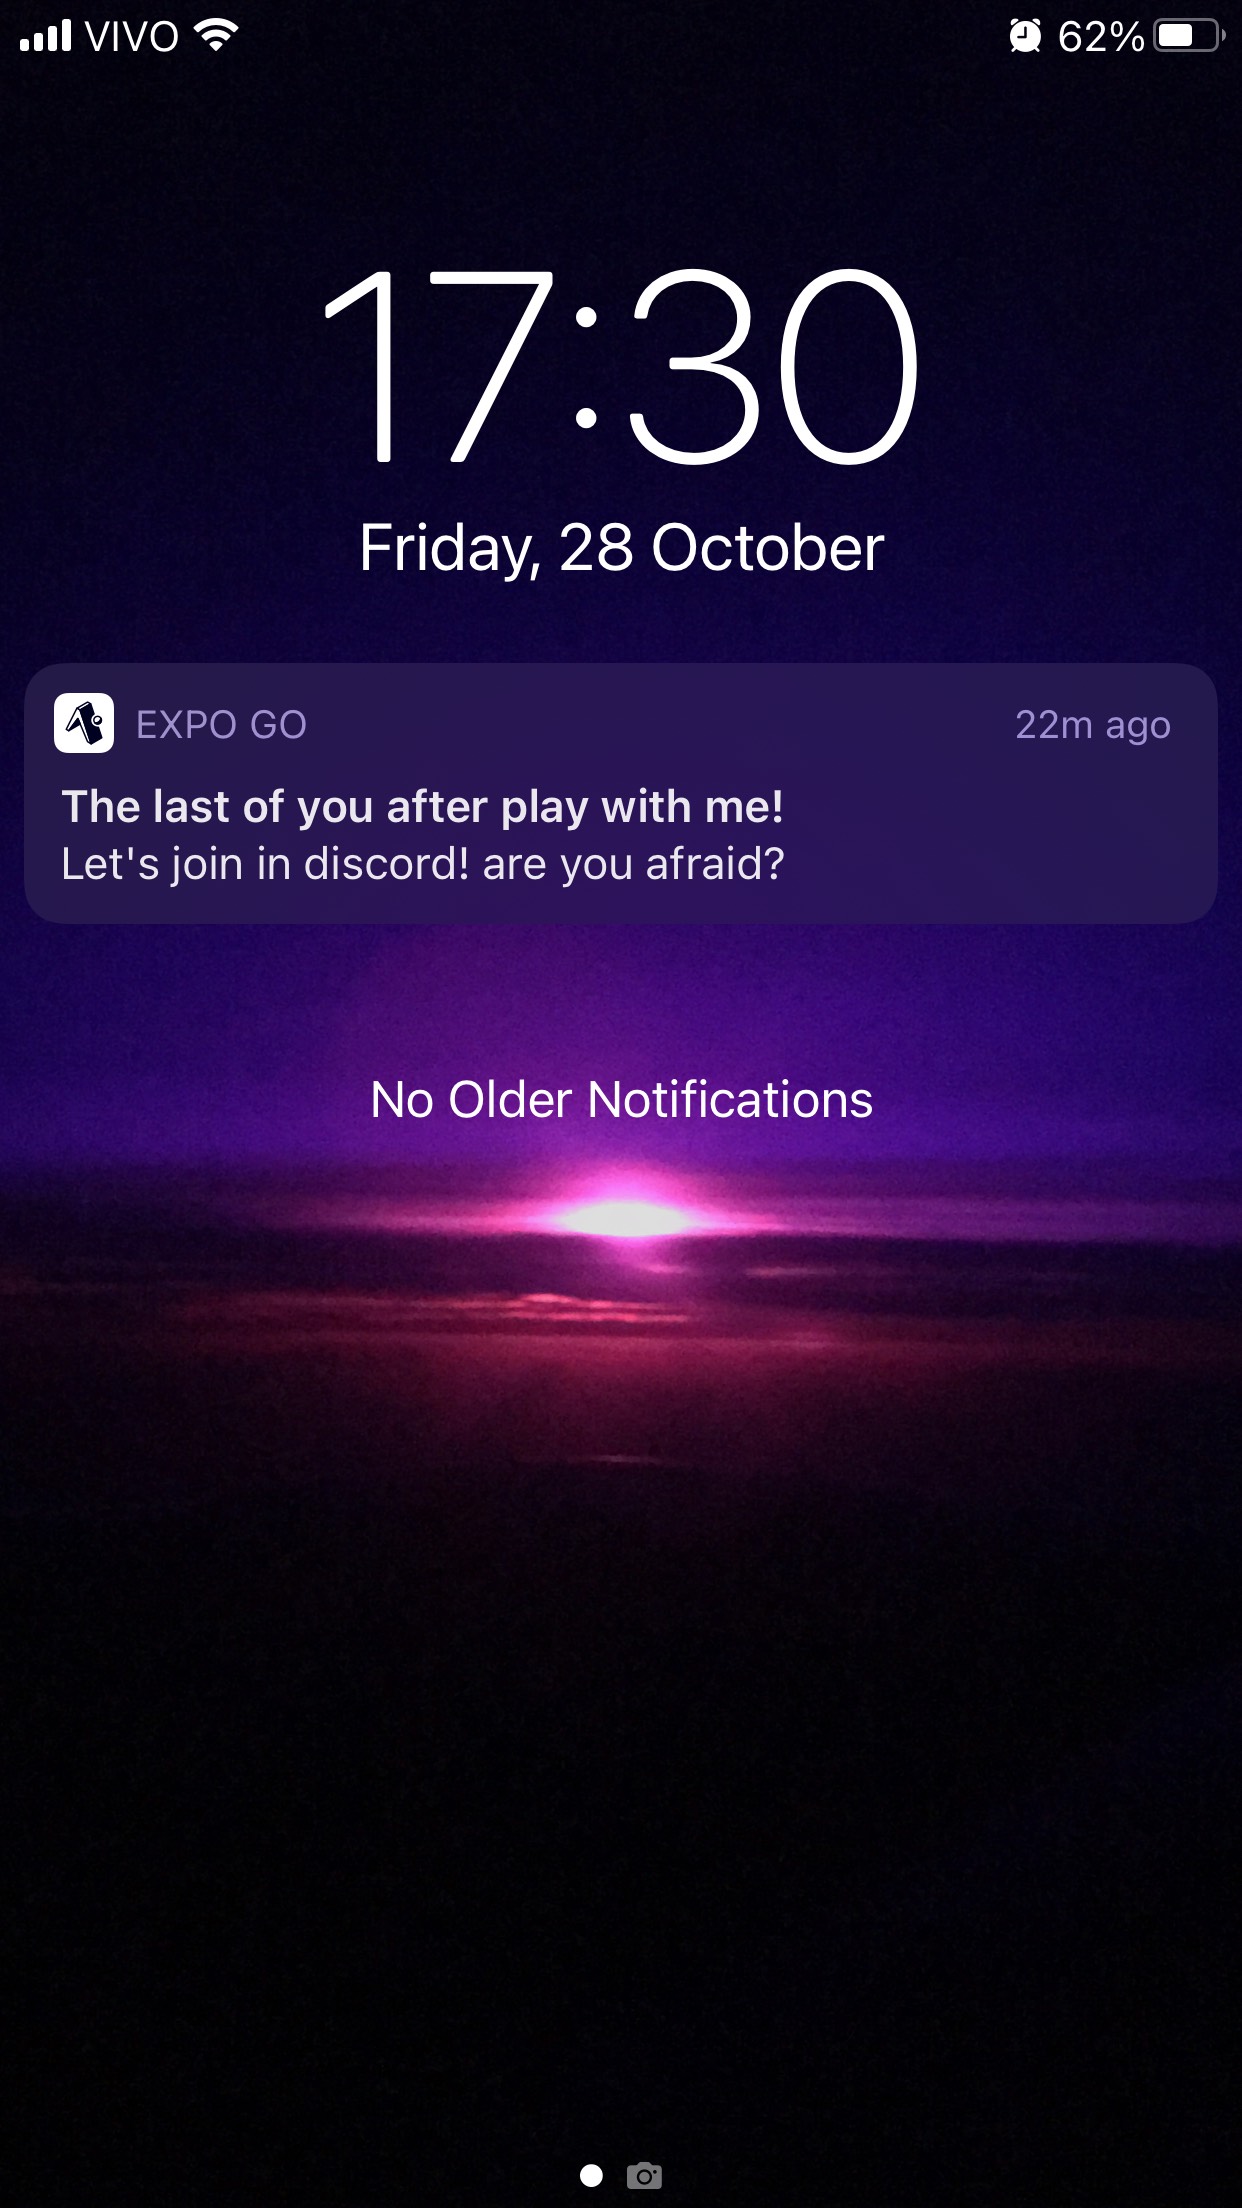 VIVO
62%
17:30
Friday, 28 October
EXPO GO
22m ago
The last of you after play with me!
Let's join in discord! are you afraid?
No Older Notifications